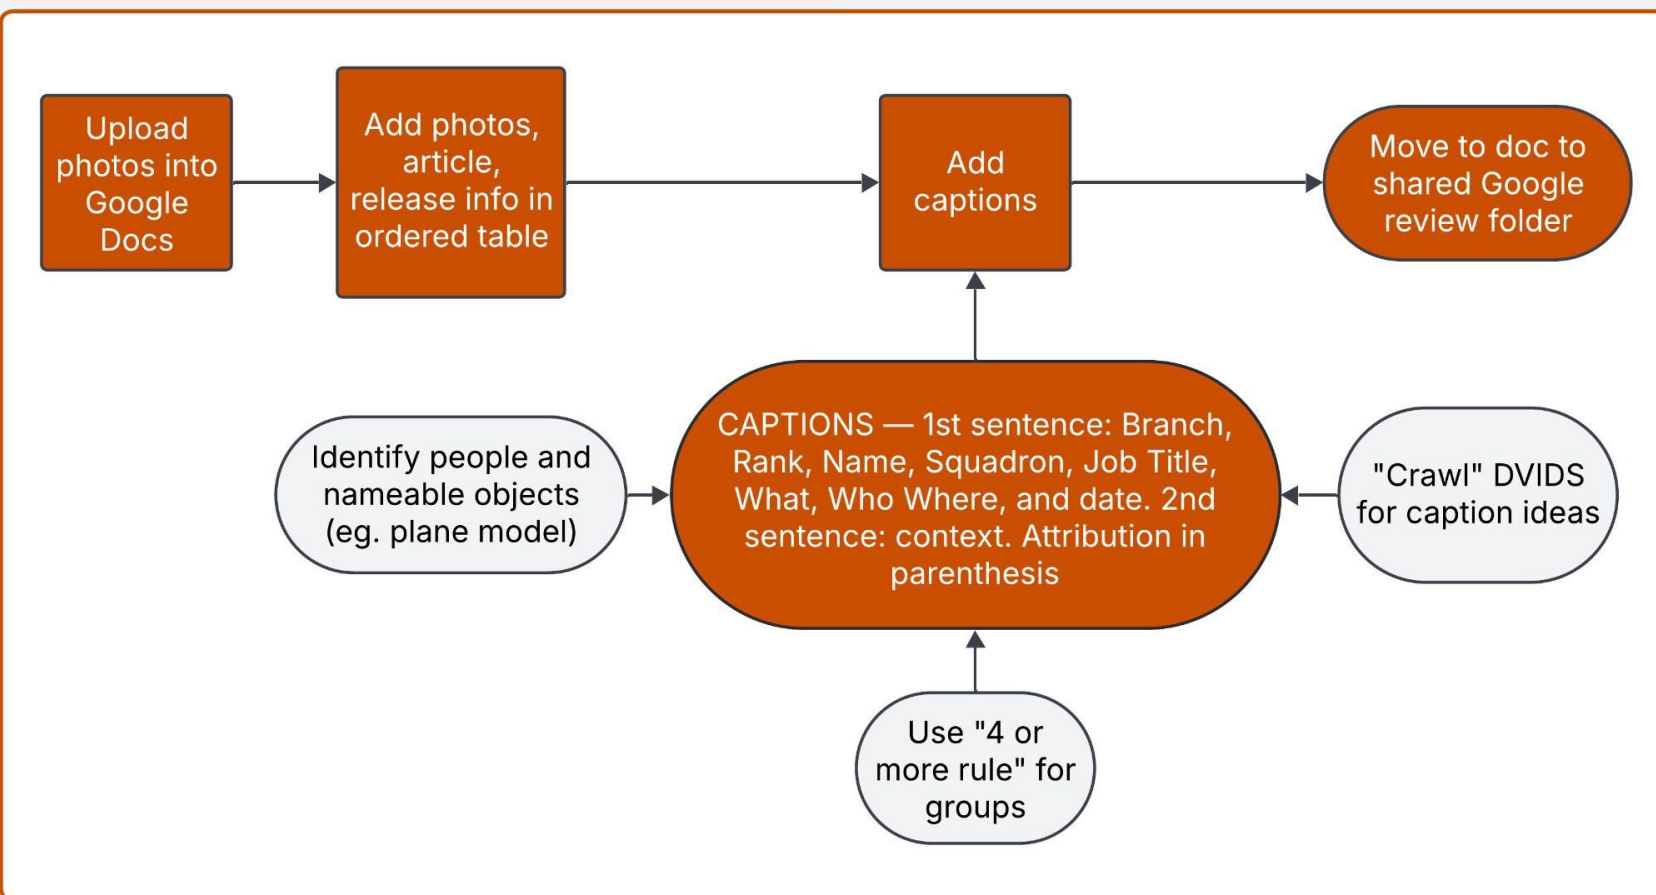 Upload
photos into
Google
Docs
Add photos,
article,
release info in
ordered table
Add
captions
Move to doc to
shared Google
review folder
Identify people and
nameable objects
(eg. plane model)
CAPTIONS — 1st sentence: Branch,
Rank, Name, Squadron, Job Title,
What, Who Where, and date. 2nd
sentence: context. Attribution in
parenthesis
"Crawl" DVIDS
for caption ideas
Use "4 or
more rule" for
groups